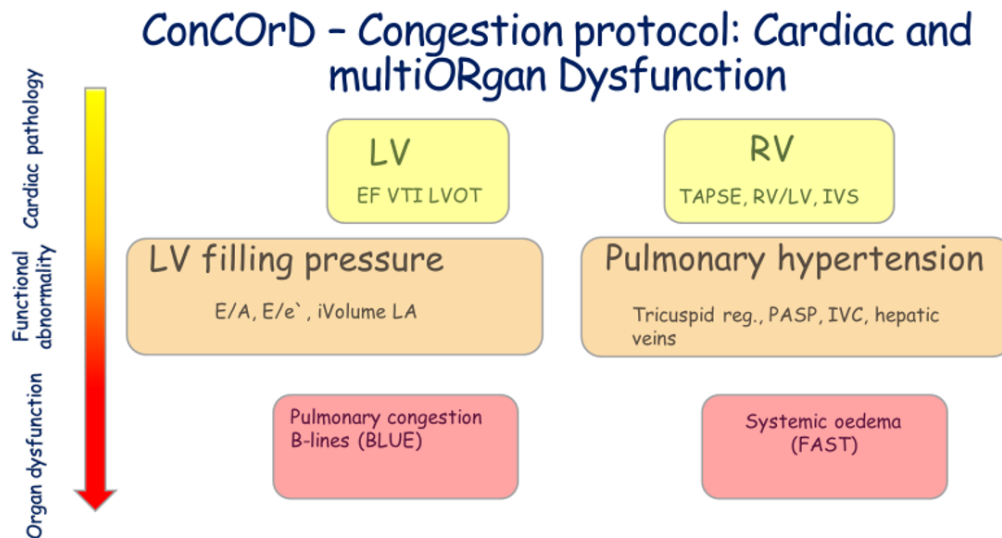 ConCOrD – Congestion protocol: Cardiac and
multiORgan Dysfunction
Cardiac pathology
LV
EF VTI LVOT
RV
TAPSE, RV/LV, IVS
Functional
abnormality
LV filling pressure
E/A, E/e`, iVolume LA
Pulmonary hypertension
Tricuspid reg., PASP, IVC, hepatic
veins
Organ dysfunction
Pulmonary congestion
B-lines (BLUE)
Systemic oedema
(FAST)